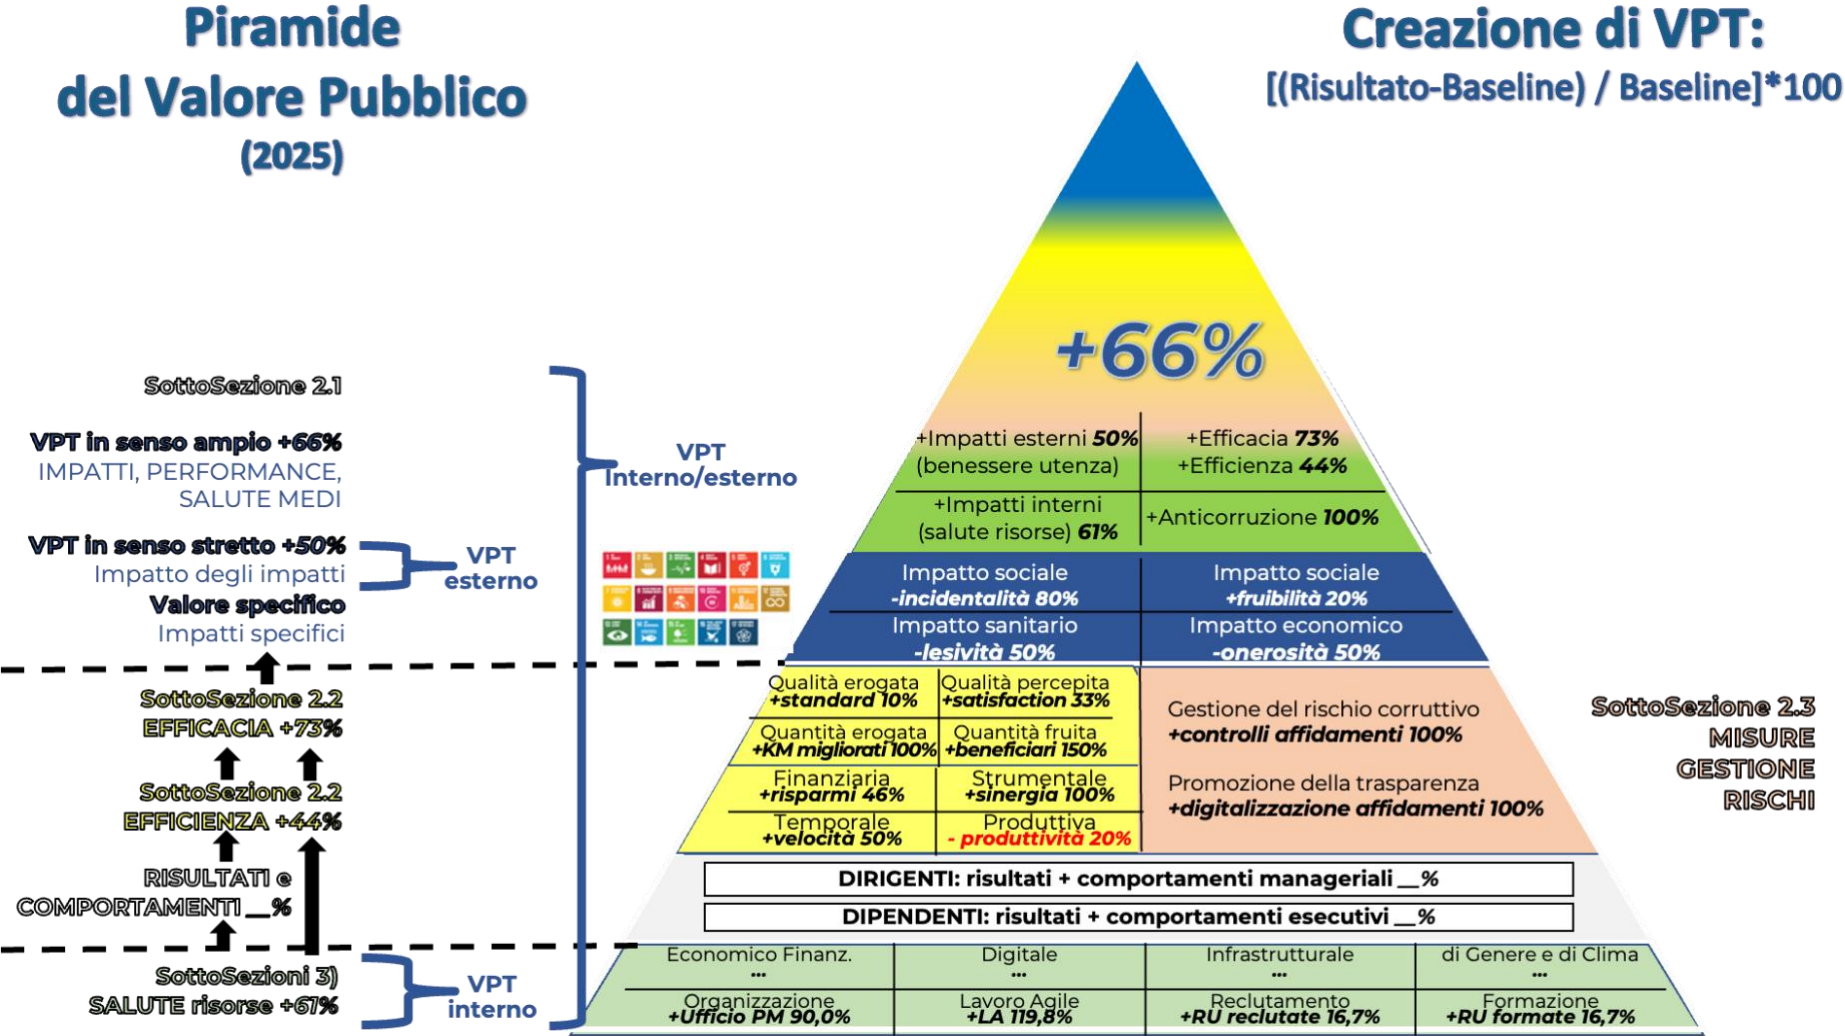 Piramide
del Valore Pubblico
(2025)
Creazione di VPT:
[(Risultato-Baseline) / Baseline]*100
SottoSezione 2.1
VPT in senso ampio +66%
IMPATTI, PERFORMANCE,
SALUTE MEDI
VPT in senso stretto +50%
Impatto degli impatti
Valore specifico
Impatti specifici
VPT
esterno
VPT
Interno/esterno
SottoSezione 2.2
EFFICACIA +73%
SottoSezione 2.2
EFFICIENZA +44%
RISULTATI e
COMPORTAMENTI __%
SottoSezioni 3)
SALUTE risorse +61%
VPT
interno
+66%
+Impatti esterni 50%
(benessere utenza)
+Efficacia 73%
+Efficienza 44%
+Impatti interni
(salute risorse) 61%
+Anticorruzione 100%
Impatto sociale
-incidentalità 80%
Impatto sociale
+fruibilità 20%
Impatto sanitario
-lesività 50%
Impatto economico
-onerosità 50%
Qualità erogata
+standard 10%
Qualità percepita
+satisfaction 33%
Quantità erogata
+KM migliorati 100%
Quantità fruita
+beneficiari 150%
Finanziaria
+risparmi 46%
Strumentale
+sinergia 100%
Temporale
+velocità 50%
Produttiva
- produttività 20%
Gestione del rischio corruttivo
+controlli affidamenti 100%
Promozione della trasparenza
+digitalizzazione affidamenti 100%
SottoSezione 2.3
MISURE
GESTIONE
RISCHI
DIRIGENTI: risultati + comportamenti manageriali __%
DIPENDENTI: risultati + comportamenti esecutivi __%
Economico Finanz.
...
Digitale
...
Infrastrutturale
...
di Genere e di Clima
...
Organizzazione
+Ufficio PM 90,0%
Lavoro Agile
+LA 119,8%
Reclutamento
+RU reclutate 16,7%
Formazione
+RU formate 16,7%